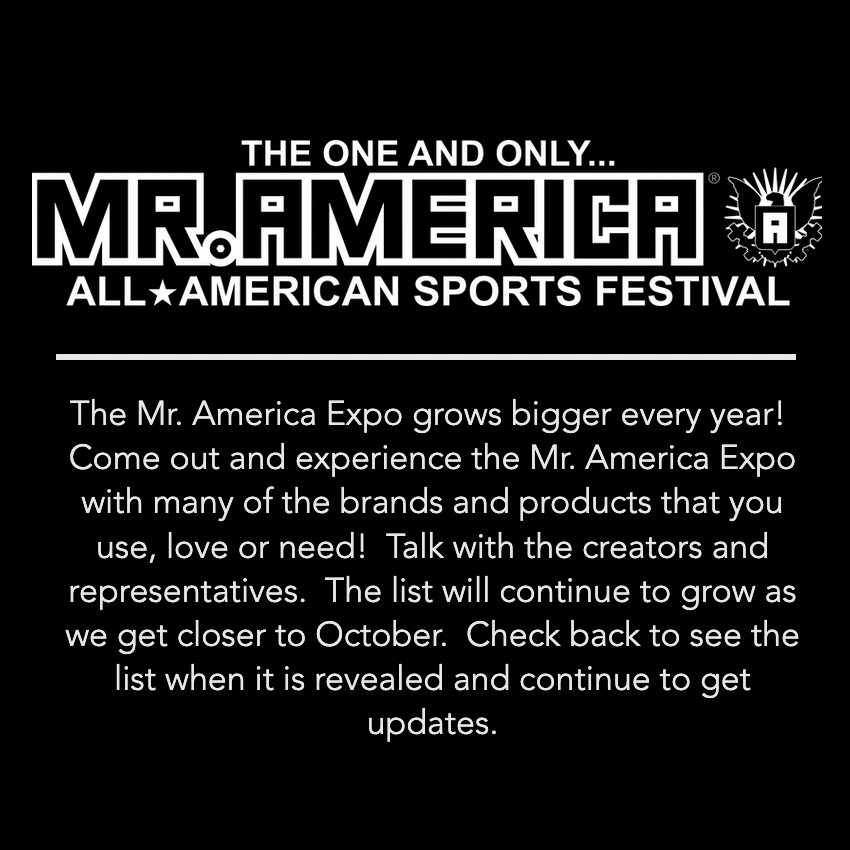 THE ONE AND ONLY...
MR. AMERICA®
A
ALL★AMERICAN SPORTS FESTIVAL
The Mr. America Expo grows bigger every year!
Come out and experience the Mr. America Expo
with many of the brands and products that you
use, love or need!  Talk with the creators and
representatives.  The list will continue to grow as
we get closer to October.  Check back to see the
list when it is revealed and continue to get
updates.